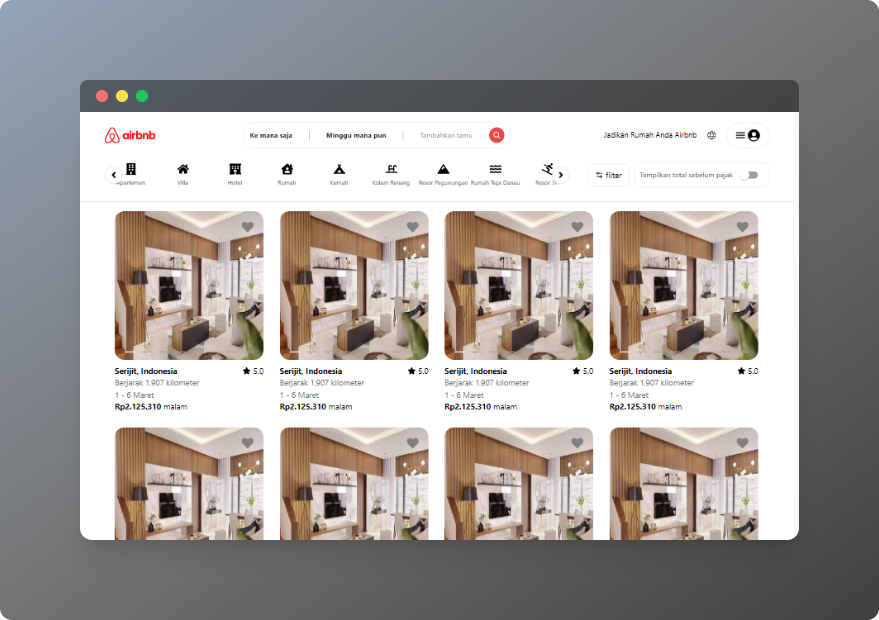 airbnb
Ke mana saja
Minggu mana pun
Tambahkan tamu
Jadikan Rumah Anda Airbnb
Apartemen
Villa
Hotel
Rumah
Kemah
Kolam Renang
Resor Pegunungan
Rumah Tepi Danau
Resor
filter
Tampilkan total sebelum pajak
Serijit, Indonesia 5.0
Berjarak 1.907 kilometer
1 - 6 Maret
Rp2.125.310 malam
Serijit, Indonesia 5.0
Berjarak 1.907 kilometer
1 - 6 Maret
Rp2.125.310 malam
Serijit, Indonesia 5.0
Berjarak 1.907 kilometer
1 - 6 Maret
Rp2.125.310 malam
Serijit, Indonesia 5.0
Berjarak 1.907 kilometer
1 - 6 Maret
Rp2.125.310 malam